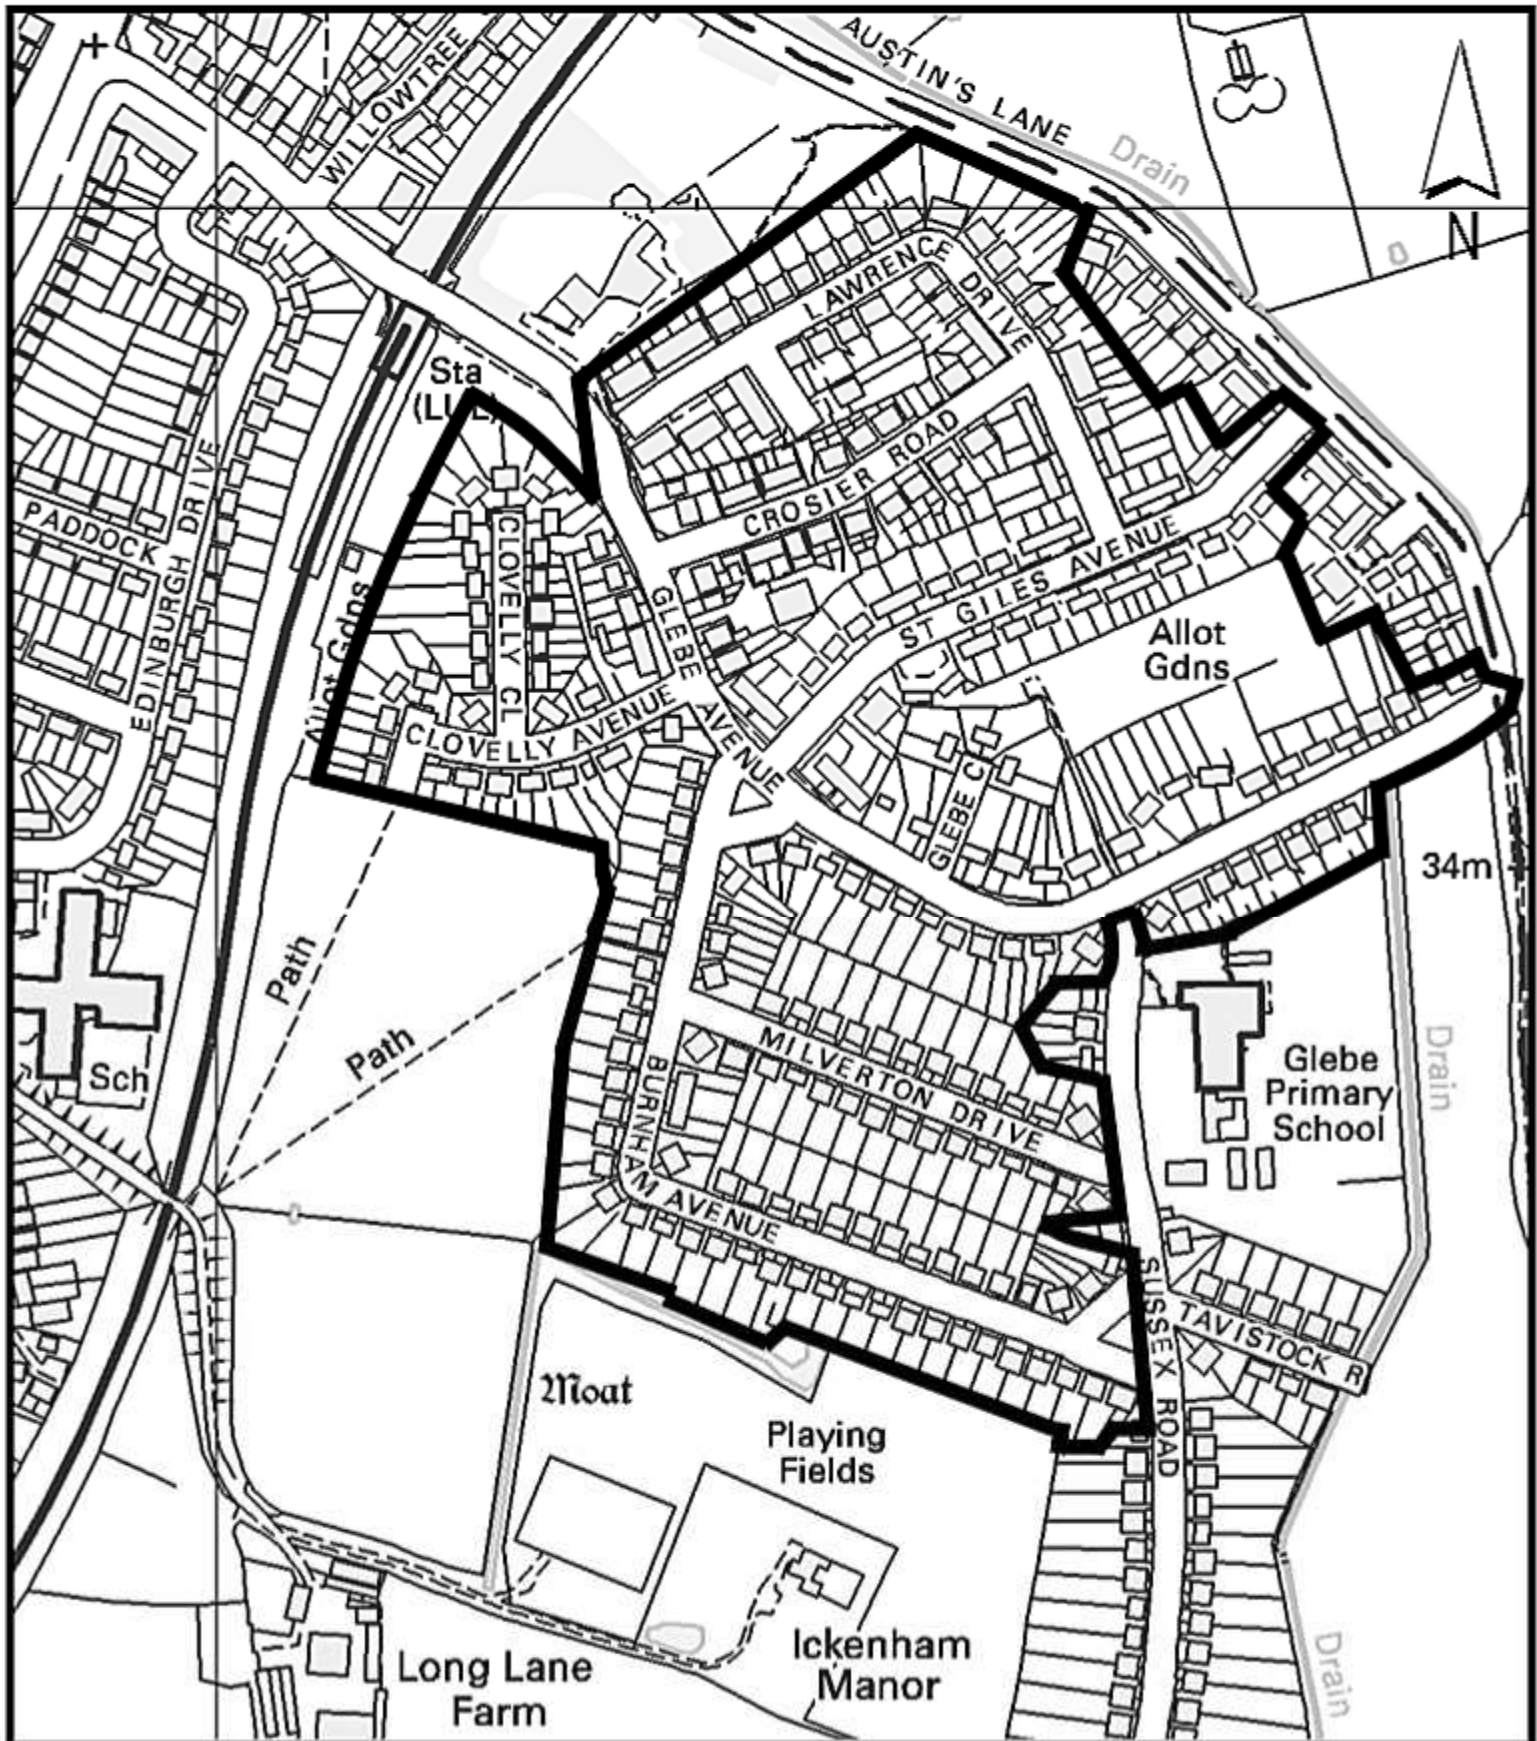 AUSTIN'S LANE
WILLOWTREE
Drain
N
LAWRENCE DRIVE
Sta
(LUL)
CROSIER ROAD
PADDOCK
EDINBURGH DRIVE
CLOVELLY CL
GLEBE AVENUE
ST GILES AVENUE
Allot
Gdns
Allot Gdns
CLOVELLY AVENUE
GLEBE C
34m
Path
Path
Sch
MILVERTON DRIVE
BURNHAM AVENUE
Glebe
Primary
School
Drain
SUSSEX ROAD
TAVISTOCK R
Moat
Playing
Fields
Ickenham
Manor
Long Lane
Farm
Drain